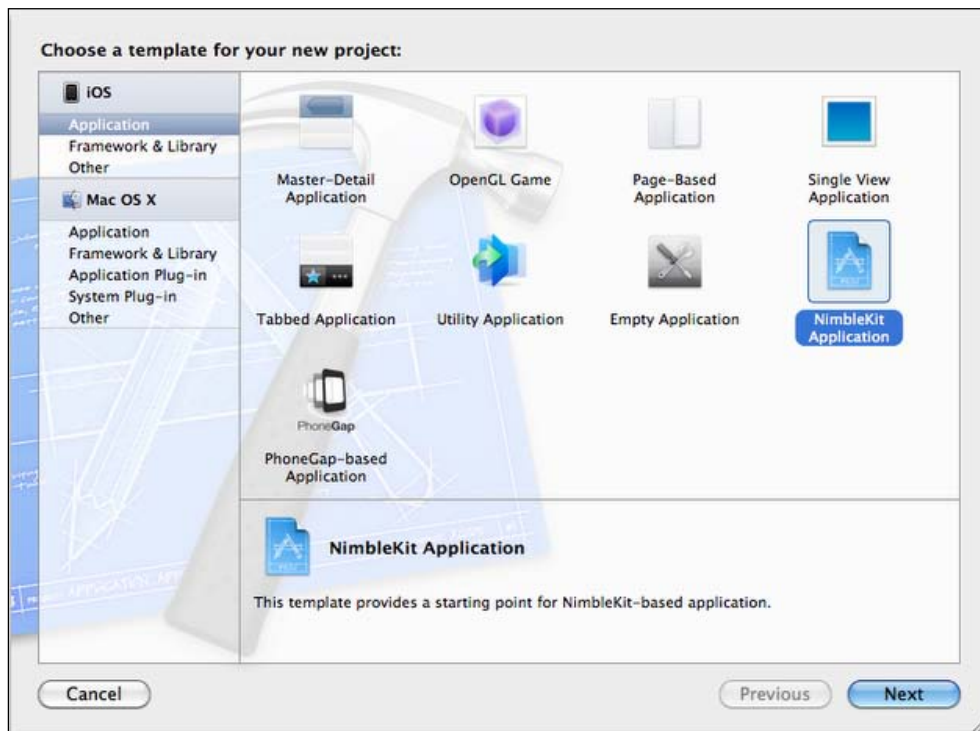 Choose a template for your new project:
iOS
Application
Framework & Library
Other
Mac OS X
Application
Framework & Library
Application Plug-in
System Plug-in
Other
Master-Detail
Application
OpenGL Game
Page-Based
Application
Single View
Application
Tabbed Application
Utility Application
Empty Application
NimbleKit
Application
PhoneGap
PhoneGap-based
Application
NimbleKit Application
This template provides a starting point for NimbleKit-based application.
Cancel
Previous
Next